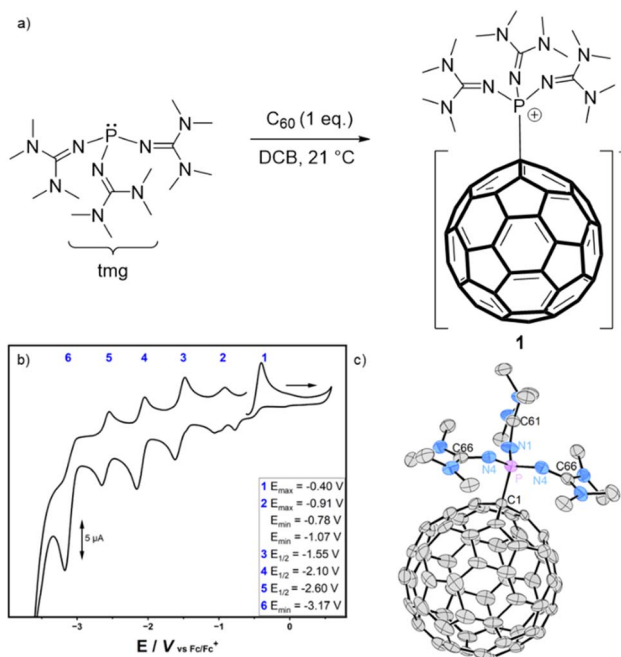 a)
N N
N N
N N N N
P
⊕
N N N
P
N N N
N N
N N
tmg
C60 (1 eq.)
DCB, 21 °C
1
b)
6 5 4 3 2 1
5 µA
1 Emax = -0.40 V
2 Emax = -0.91 V
Emin = -0.78 V
Emin = -1.07 V
3 E1/2 = -1.55 V
4 E1/2 = -2.10 V
5 E1/2 = -2.60 V
6 Emin = -3.17 V
-3 -2 -1 0
E / V vs Fc/Fc+
c)
C61
C66 N1 C66
N4 P N4
C1